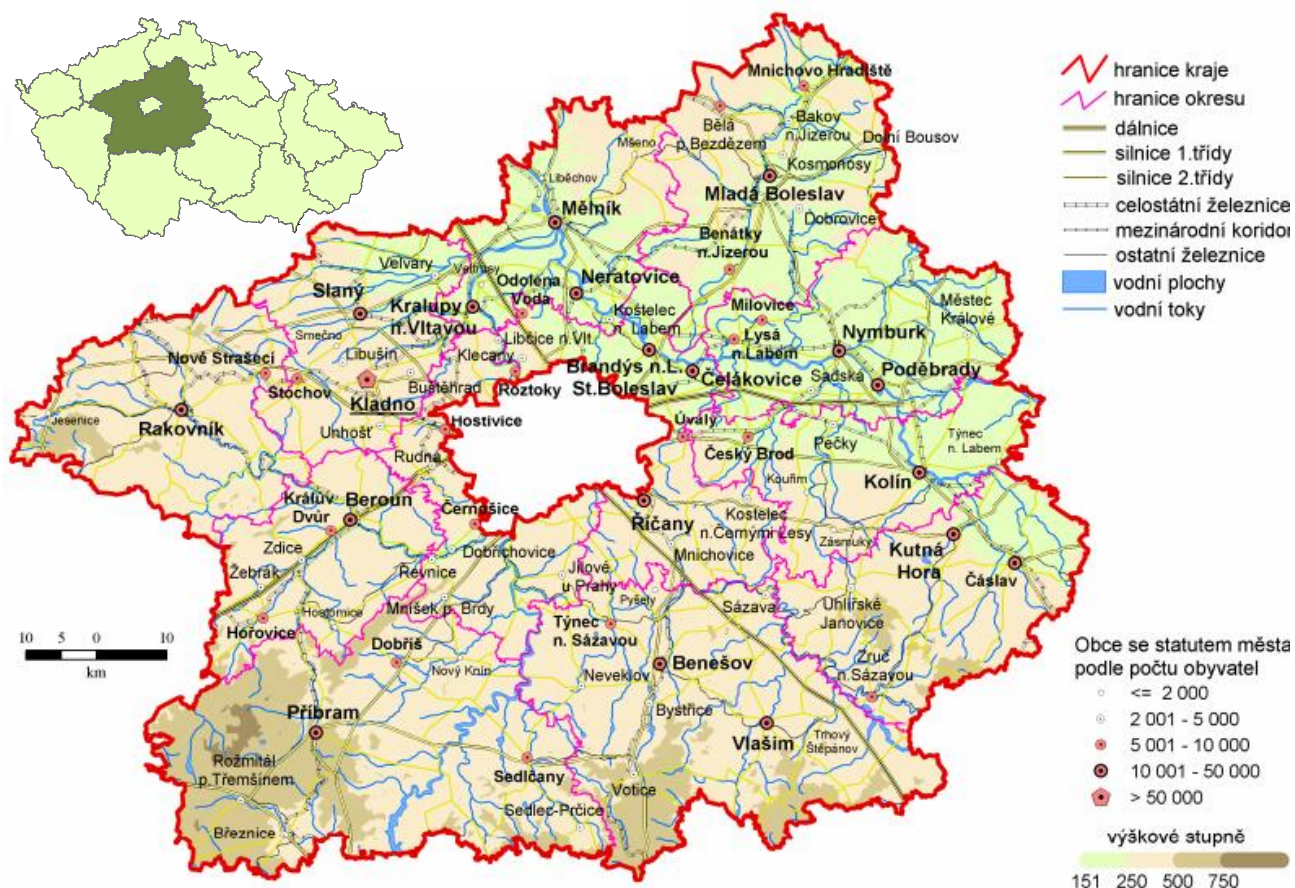 Mnichovo Hradiště
Bělá
p.Bezdězem
Bakov
n.Jizerou
Dolní Bousov
Mšeno
Kosmonosy
Liběchov
Mladá Boleslav
Mělník
Dobrovice
Benátky
n.Jizerou
Velvary
Veltrusy
Odolena
Voda
Neratovice
Slaný
Kralupy
n.Vltavou
Kostelec
n. Labem
Milovice
Městec
Králové
Smečno
Libčice n.Vlt.
Lysá
n.Labem
Nymburk
Nové Strašecí
Libušín
Klecany
Brandýs n.L.
St.Boleslav
Čelákovice
Sadská
Poděbrady
Stochov
Buštěhrad
Roztoky
Kladno
Jesenice
Rakovník
Unhošť
Hostivice
Úvaly
Pečky
Týnec
n. Labem
Rudná
Český Brod
Kouřim
Kolín
Králův
Dvůr
Beroun
Černošice
Říčany
Kostelec
n.Černými lesy
Zásmuky
Kutná
Hora
Zdice
Dobřichovice
Mnichovice
Čáslav
Žebrák
Řevnice
Jílové
u Prahy
Pyšely
Sázava
Uhlířské
Janovice
Hostomice
Mníšek p. Brdy
Hořovice
Dobříš
Týnec
n. Sázavou
Nový Knín
Neveklov
Benešov
Zruč
n.Sázavou
Příbram
Bystřice
Vlašim
Trhový
Štěpánov
Rožmitál
p.Třemšínem
Sedlčany
Votice
Sedlec-Prčice
Březnice
hranice kraje
hranice okresu
dálnice
silnice 1.třídy
silnice 2.třídy
celostátní železnice
mezinárodní koridor
ostatní železnice
vodní plochy
vodní toky
10 5 0 10
km
Obce se statutem města
podle počtu obyvatel
<= 2 000
2 001 - 5 000
5 001 - 10 000
10 001 - 50 000
> 50 000
výškové stupně
151 250 500 750